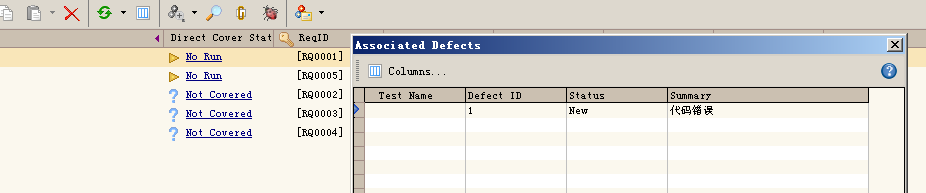 Direct Cover Stat ReqID
No Run [RQ0001]
No Run [RQ0005]
Not Covered [RQ0002]
Not Covered [RQ0003]
Not Covered [RQ0004]
Associated Defects
Columns...
Test Name Defect ID Status Summary
1 New 代码错误